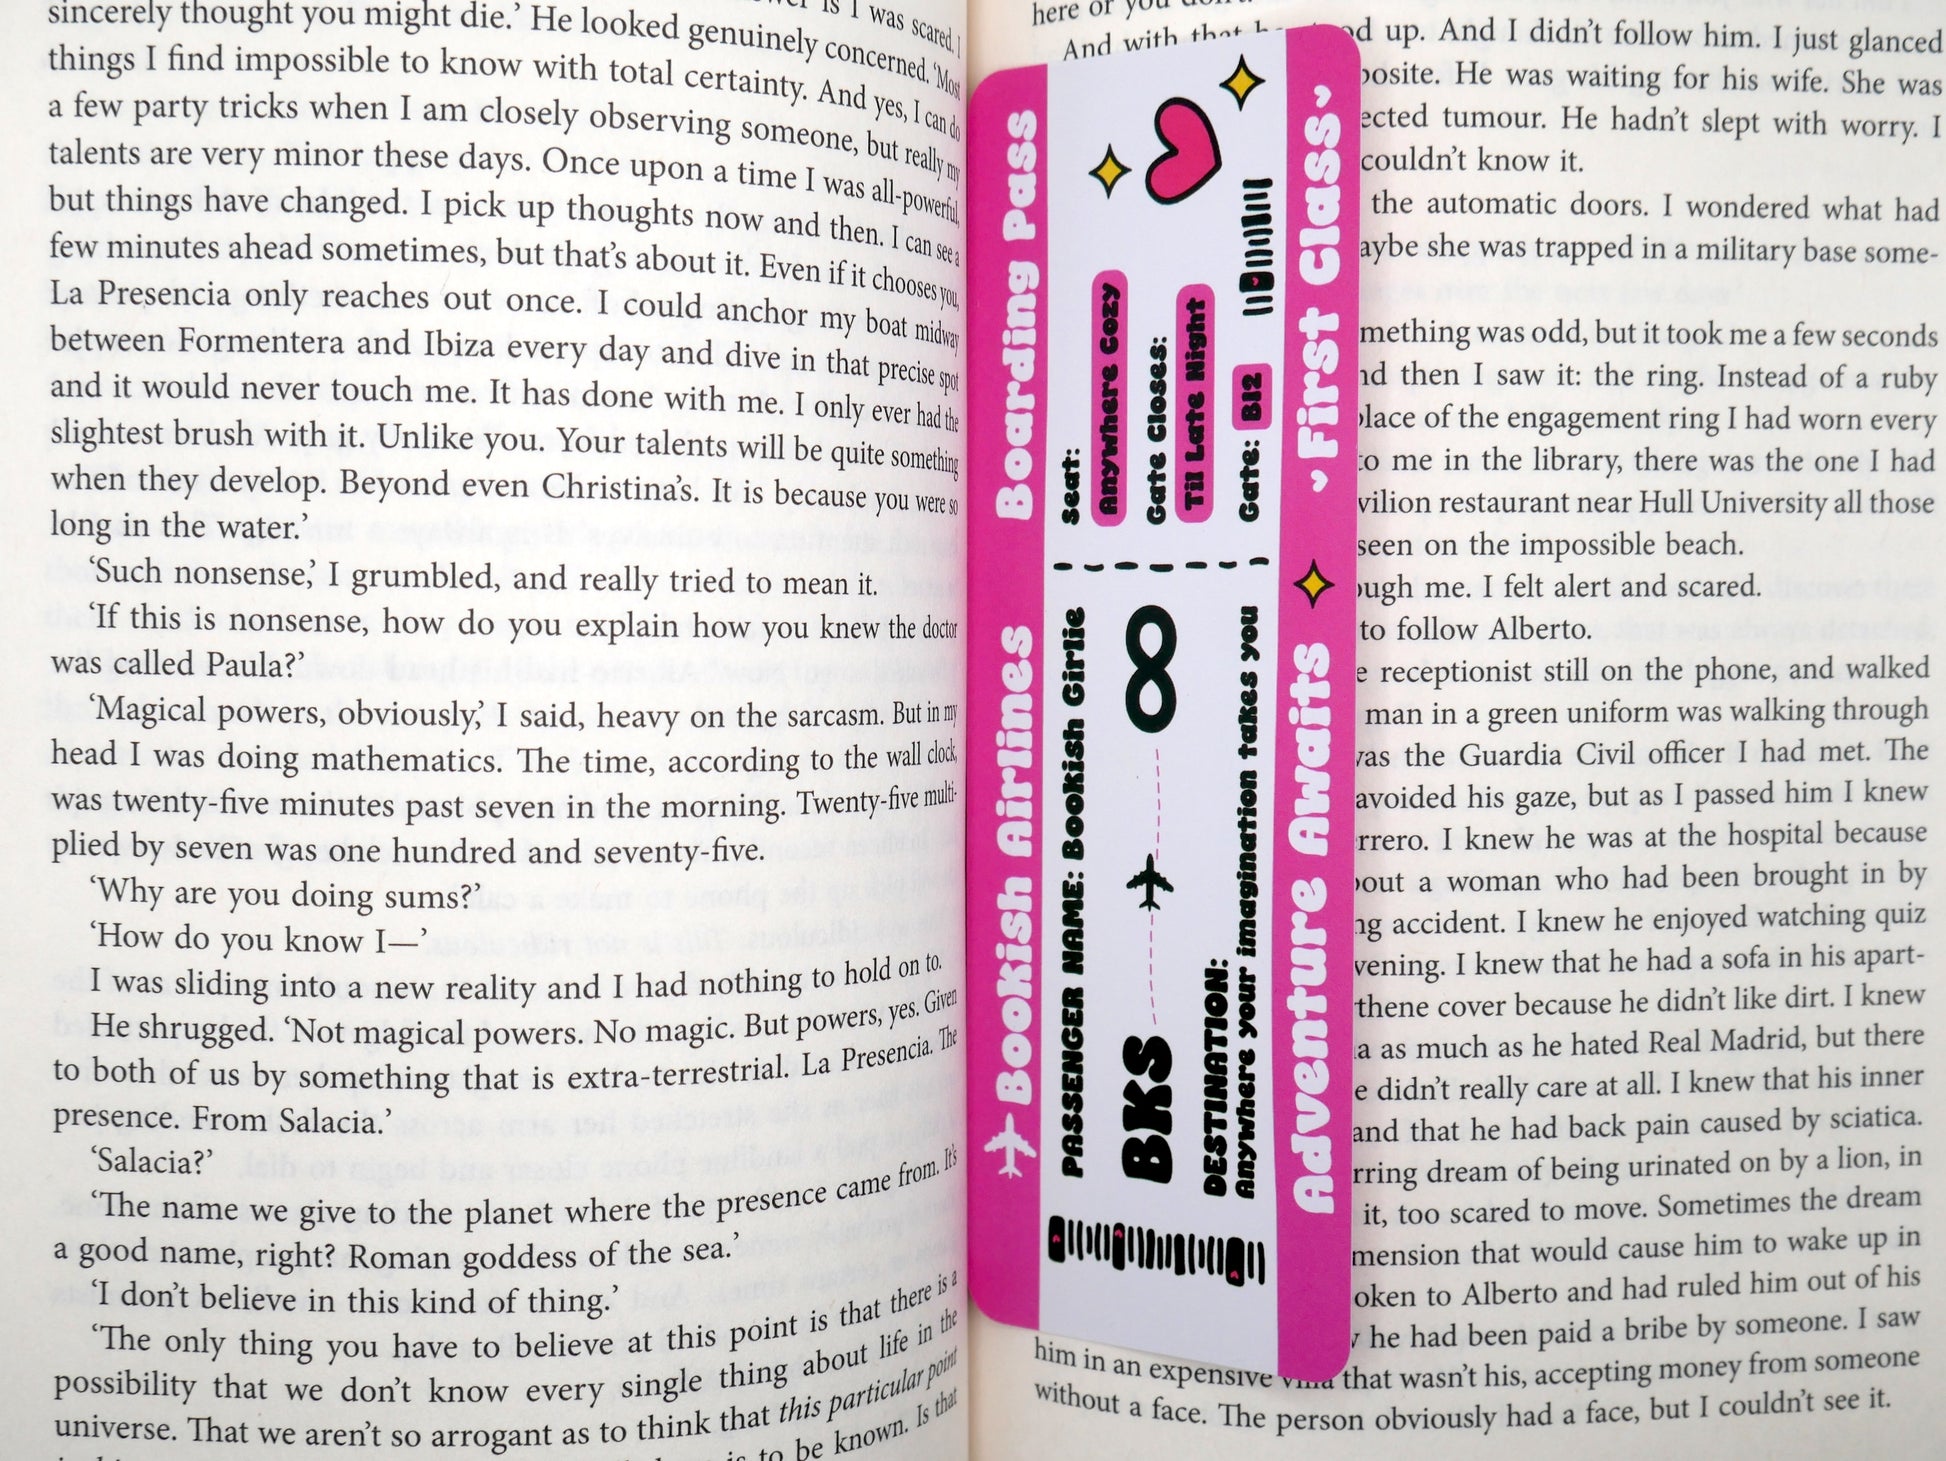 is I was scared. I
sincerely thought you might die.’ He looked genuinely concerned. ‘Most
things I find impossible to know with total certainty. And yes, I can do
a few party tricks when I am closely observing someone, but really my
talents are very minor these days. Once upon a time I was all-powerful,
but things have changed. I pick up thoughts now and then. I can see a
few minutes ahead sometimes, but that’s about it. Even if it chooses you,
La Presencia only reaches out once. I could anchor my boat midway
between Formentera and Ibiza every day and dive in that precise spot
and it would never touch me. It has done with me. I only ever had the
slightest brush with it. Unlike you. Your talents will be quite something
when they develop. Beyond even Christina’s. It is because you were so
long in the water.’
‘Such nonsense,’ I grumbled, and really tried to mean it.
‘If this is nonsense, how do you explain how you knew the doctor
was called Paula?’
‘Magical powers, obviously,’ I said, heavy on the sarcasm. But in my
head I was doing mathematics. The time, according to the wall clock,
was twenty-five minutes past seven in the morning. Twenty-five multi-
plied by seven was one hundred and seventy-five.
‘Why are you doing sums?’
‘How do you know I—’
I was sliding into a new reality and I had nothing to hold on to.
He shrugged. ‘Not magical powers. No magic. But powers, yes. Given
to both of us by something that is extra-terrestrial. La Presencia. The
presence. From Salacia.’
‘Salacia?’
‘The name we give to the planet where the presence came from. It’s
a good name, right? Roman goddess of the sea.’
‘I don’t believe in this kind of thing.’
‘The only thing you have to believe at this point is that there is a
possibility that we don’t know every single thing about life in the
universe. That we aren’t so arrogant as to think that this particular point
is to be known. Is that
Bookish Airlines Boarding Pass
PASSENGER NAME: Bookish Girlie
BKS ∞
DESTINATION:
Anywhere your imagination takes you
Seat:
Anywhere Cozy
Gate Closes:
Til Late Night
Gate: B12
Adventure Awaits First Class
here or you
And with that he stood up. And I didn’t follow him. I just glanced
He was waiting for his wife. She was
tumour. He hadn’t slept with worry. I
couldn’t know it.
the automatic doors. I wondered what had
she was trapped in a military base some-
was odd, but it took me a few seconds
then I saw it: the ring. Instead of a ruby
of the engagement ring I had worn every
to me in the library, there was the one I had
restaurant near Hull University all those
seen on the impossible beach.
me. I felt alert and scared.
to follow Alberto.
receptionist still on the phone, and walked
man in a green uniform was walking through
was the Guardia Civil officer I had met. The
avoided his gaze, but as I passed him I knew
I knew he was at the hospital because
a woman who had been brought in by
accident. I knew he enjoyed watching quiz
I knew that he had a sofa in his apart-
cover because he didn’t like dirt. I knew
as much as he hated Real Madrid, but there
didn’t really care at all. I knew that his inner
and that he had back pain caused by sciatica.
dream of being urinated on by a lion, in
it, too scared to move. Sometimes the dream
that would cause him to wake up in
to Alberto and had ruled him out of his
he had been paid a bribe by someone. I saw
him in an expensive villa that wasn’t his, accepting money from someone
without a face. The person obviously had a face, but I couldn’t see it.